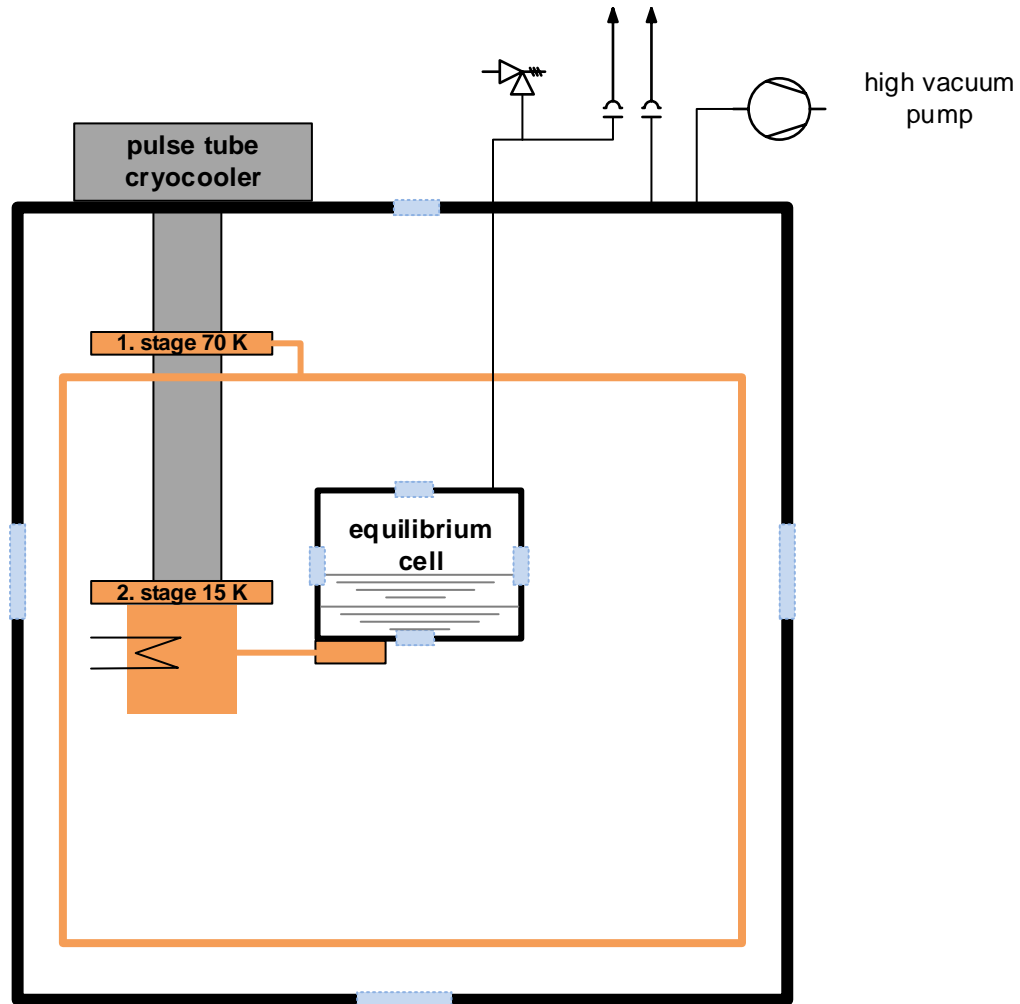 high vacuum
pump
pulse tube
cryocooler
1. stage 70 K
equilibrium
cell
2. stage 15 K